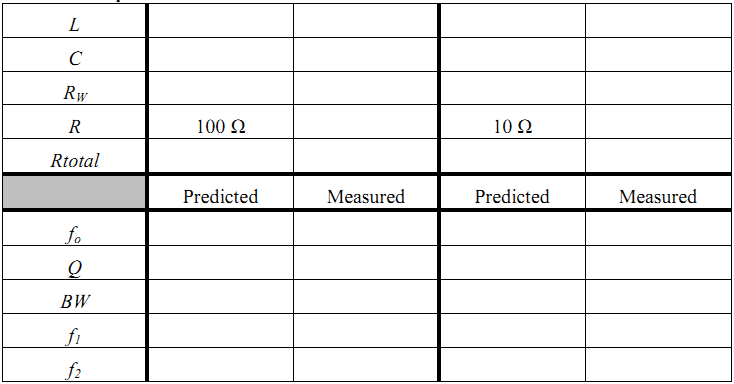 L
C
R_W
R 100 Ω 10 Ω
Rtotal
Predicted Measured Predicted Measured
f_o
Q
BW
f_1
f_2